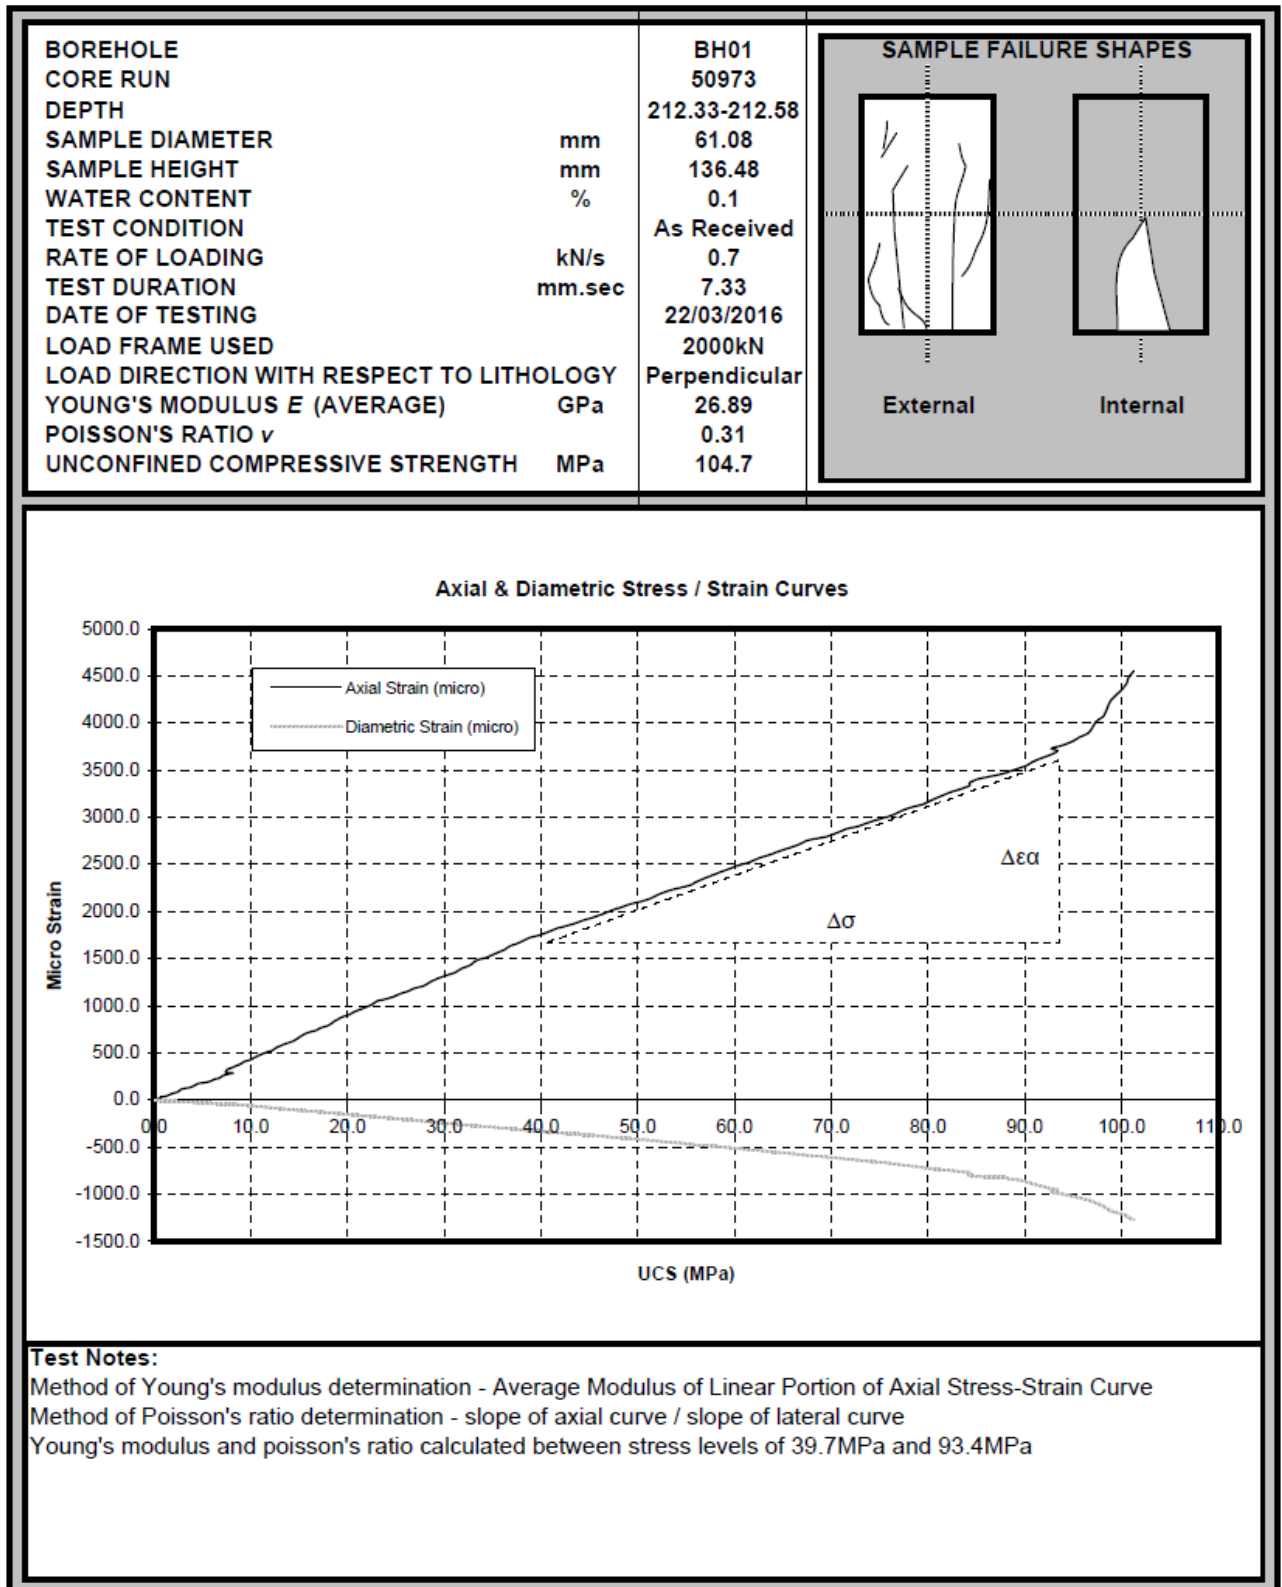 BOREHOLE BH01
CORE RUN 50973
DEPTH 212.33-212.58
SAMPLE DIAMETER mm 61.08
SAMPLE HEIGHT mm 136.48
WATER CONTENT % 0.1
TEST CONDITION As Received
RATE OF LOADING kN/s 0.7
TEST DURATION mm.sec 7.33
DATE OF TESTING 22/03/2016
LOAD FRAME USED 2000kN
LOAD DIRECTION WITH RESPECT TO LITHOLOGY Perpendicular
YOUNG'S MODULUS E (AVERAGE) GPa 26.89
POISSON'S RATIO v 0.31
UNCONFINED COMPRESSIVE STRENGTH MPa 104.7
SAMPLE FAILURE SHAPES
External Internal
Axial & Diametric Stress / Strain Curves
5000.0
4500.0
4000.0
3500.0
3000.0
2500.0
2000.0
1500.0
1000.0
500.0
0.0
-500.0
-1000.0
-1500.0
Micro Strain
Axial Strain (micro)
Diametric Strain (micro)
Δεα
Δσ
0.0 10.0 20.0 30.0 40.0 50.0 60.0 70.0 80.0 90.0 100.0 110.0
UCS (MPa)
Test Notes:
Method of Young's modulus determination - Average Modulus of Linear Portion of Axial Stress-Strain Curve
Method of Poisson's ratio determination - slope of axial curve / slope of lateral curve
Young's modulus and poisson's ratio calculated between stress levels of 39.7MPa and 93.4MPa